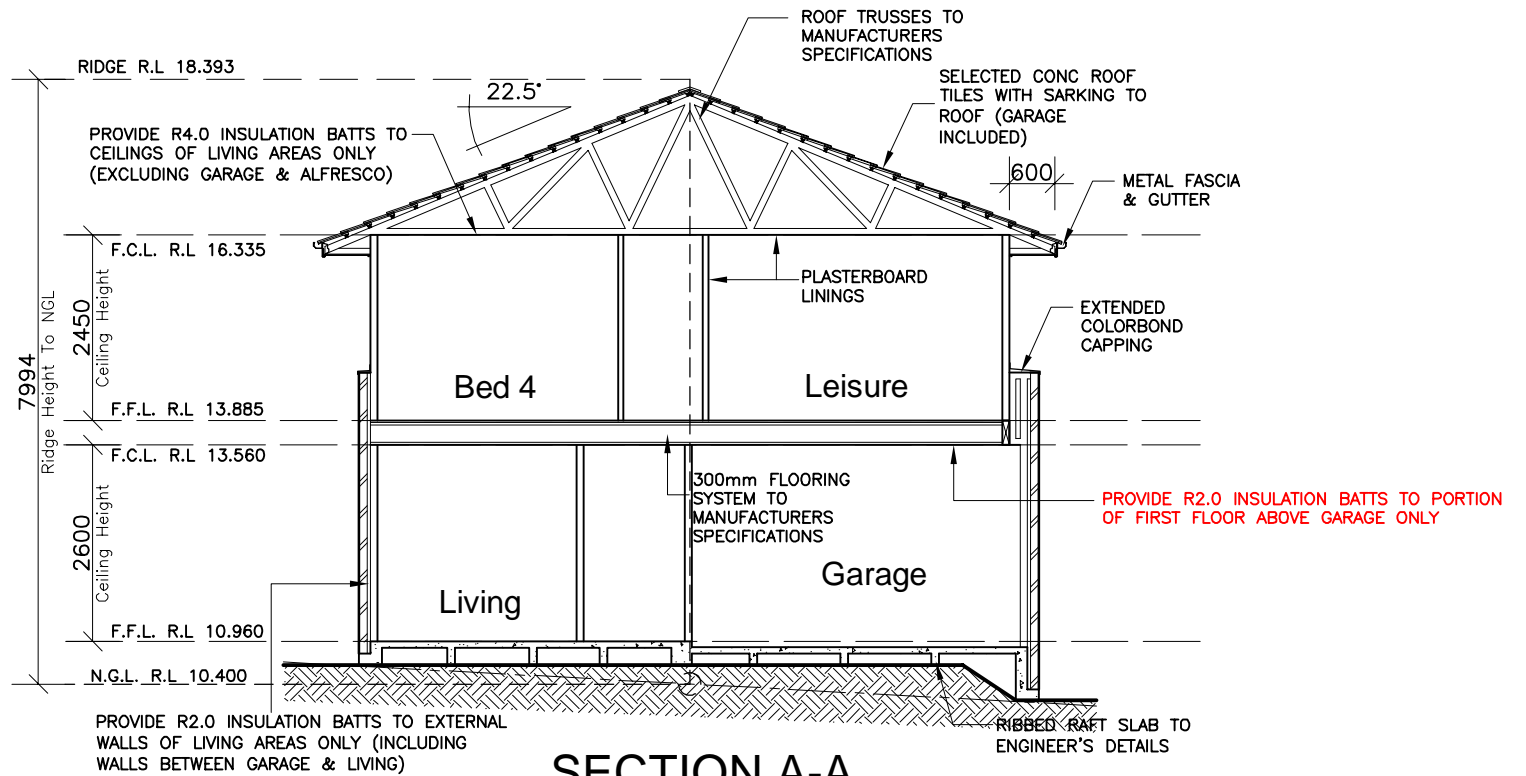 ROOF TRUSSES TO
MANUFACTURERS
SPECIFICATIONS
RIDGE R.L 18.393
SELECTED CONC ROOF
TILES WITH SARKING TO
ROOF (GARAGE
INCLUDED)
22.5°
PROVIDE R4.0 INSULATION BATTS TO
CEILINGS OF LIVING AREAS ONLY
(EXCLUDING GARAGE & ALFRESCO)
600
METAL FASCIA
& GUTTER
F.C.L. R.L 16.335
PLASTERBOARD
LININGS
EXTENDED
COLORBOND
CAPPING
2450
Ceiling Height
7994
Ridge Height To NGL
Bed 4
Leisure
F.F.L. R.L 13.885
F.C.L. R.L 13.560
300mm FLOORING
SYSTEM TO
MANUFACTURERS
SPECIFICATIONS
PROVIDE R2.0 INSULATION BATTS TO PORTION
OF FIRST FLOOR ABOVE GARAGE ONLY
2600
Ceiling Height
Living
Garage
F.F.L. R.L 10.960
N.G.L. R.L 10.400
PROVIDE R2.0 INSULATION BATTS TO EXTERNAL
WALLS OF LIVING AREAS ONLY (INCLUDING
WALLS BETWEEN GARAGE & LIVING)
RIBBED RAFT SLAB TO
ENGINEER'S DETAILS
SECTION A-A